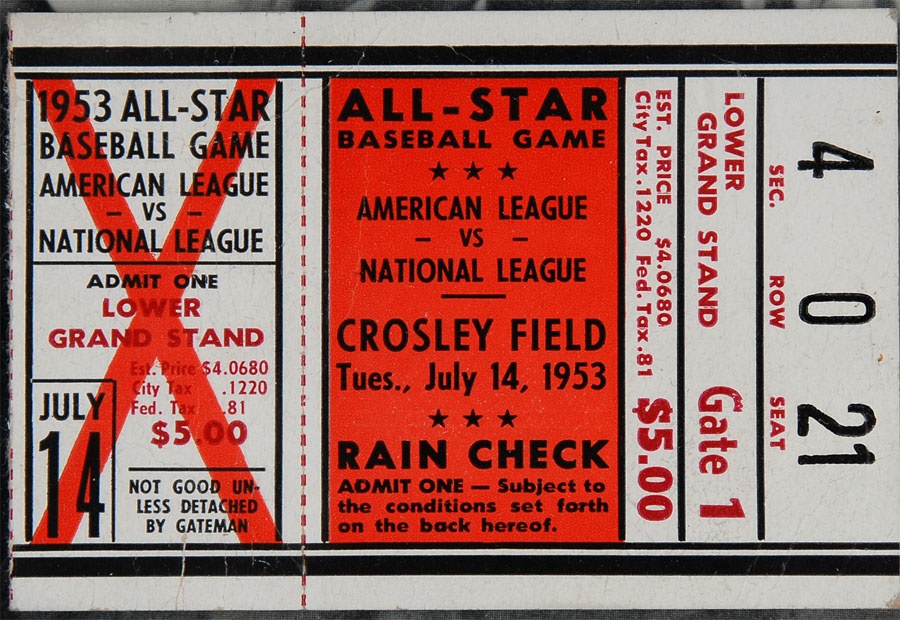 1953 ALL-STAR
BASEBALL GAME
AMERICAN LEAGUE
– VS –
NATIONAL LEAGUE
ADMIT ONE
LOWER
GRAND STAND
Est. Price $4.0680
City Tax .1220
Fed. Tax .81
$5.00
JULY
14
NOT GOOD UN-
LESS DETACHED
BY GATEMAN
ALL-STAR
BASEBALL GAME
★ ★ ★
AMERICAN LEAGUE
– VS –
NATIONAL LEAGUE
CROSLEY FIELD
Tues., July 14, 1953
★ ★ ★
RAIN CHECK
ADMIT ONE — Subject to
the conditions set forth
on the back hereof.
EST. PRICE $4.0680
City Tax .1220 Fed. Tax .81
$5.00
LOWER
GRAND STAND
Gate 1
SEC. ROW SEAT
4 0 21